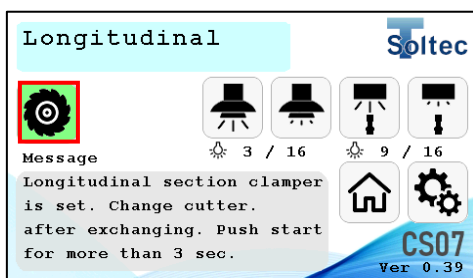 Longitudinal
Soltec
3 / 16
9 / 16
Message
Longitudinal section clamper
is set. Change cutter.
after exchanging. Push start
for more than 3 sec.
CS07
Ver 0.39